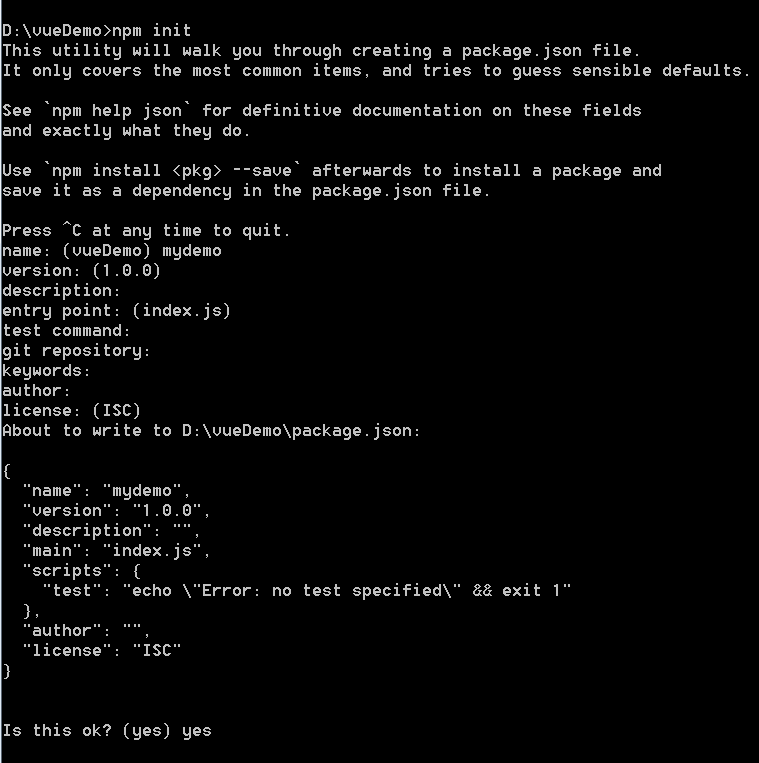 D:\vueDemo>npm init
This utility will walk you through creating a package.json file.
It only covers the most common items, and tries to guess sensible defaults.
See `npm help json` for definitive documentation on these fields
and exactly what they do.
Use `npm install <pkg> --save` afterwards to install a package and
save it as a dependency in the package.json file.
Press ^C at any time to quit.
name: (vueDemo) mydemo
version: (1.0.0)
description:
entry point: (index.js)
test command:
git repository:
keywords:
author:
license: (ISC)
About to write to D:\vueDemo\package.json:
{
  "name": "mydemo",
  "version": "1.0.0",
  "description": "",
  "main": "index.js",
  "scripts": {
    "test": "echo \"Error: no test specified\" && exit 1"
  },
  "author": "",
  "license": "ISC"
}
Is this ok? (yes) yes